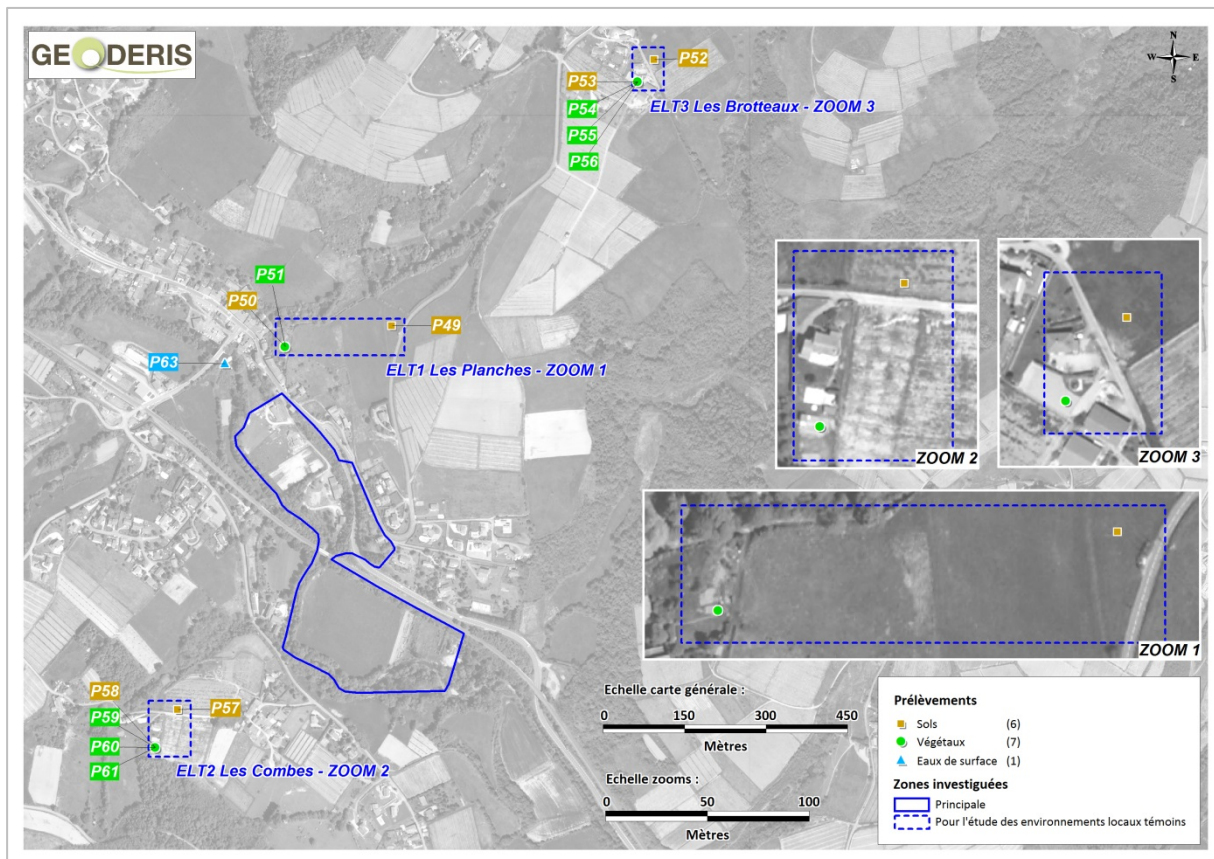 GEODERIS
N
W E
S
P52
P53
P54
P55
P56
ELT3 Les Brotteaux - ZOOM 3
P51
P50
P49
P63
ELT1 Les Planches - ZOOM 1
ZOOM 2
ZOOM 3
ZOOM 1
P58
P57
P59
P60
P61
ELT2 Les Combes - ZOOM 2
Echelle carte générale :
0 150 300 450
Mètres
Echelle zooms :
0 50 100
Mètres
Prélèvements
Sols (6)
Végétaux (7)
Eaux de surface (1)
Zones investiguées
Principale
Pour l'étude des environnements locaux témoins